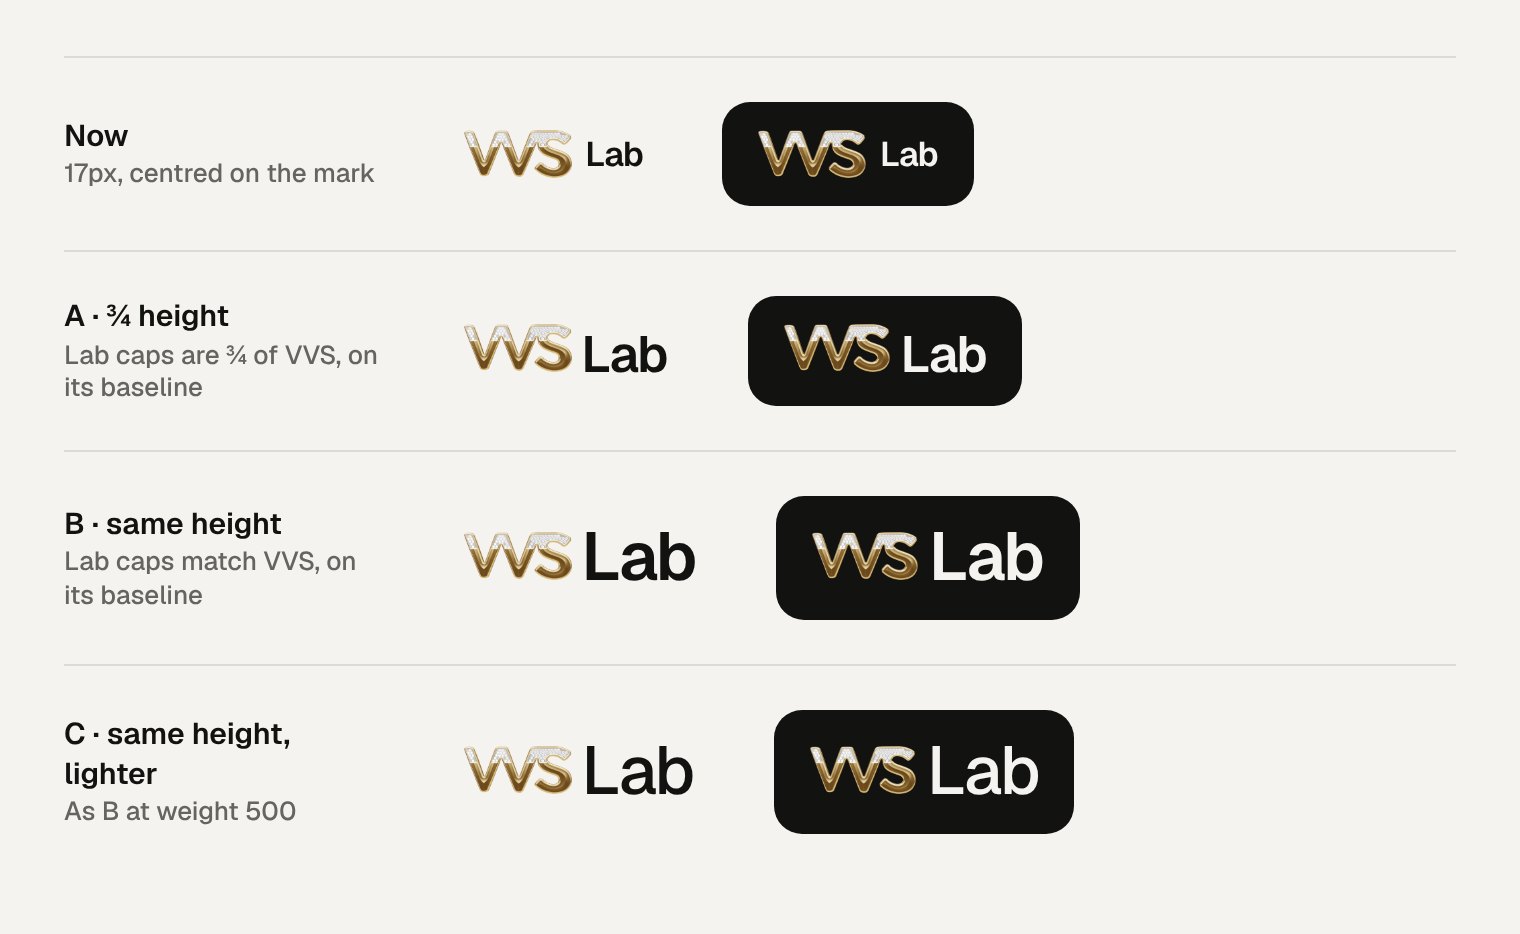 Now
17px, centred on the mark
VVS Lab
VVS Lab
A · ¾ height
Lab caps are ¾ of VVS, on
its baseline
VVS Lab
VVS Lab
B · same height
Lab caps match VVS, on
its baseline
VVS Lab
VVS Lab
C · same height,
lighter
As B at weight 500
VVS Lab
VVS Lab